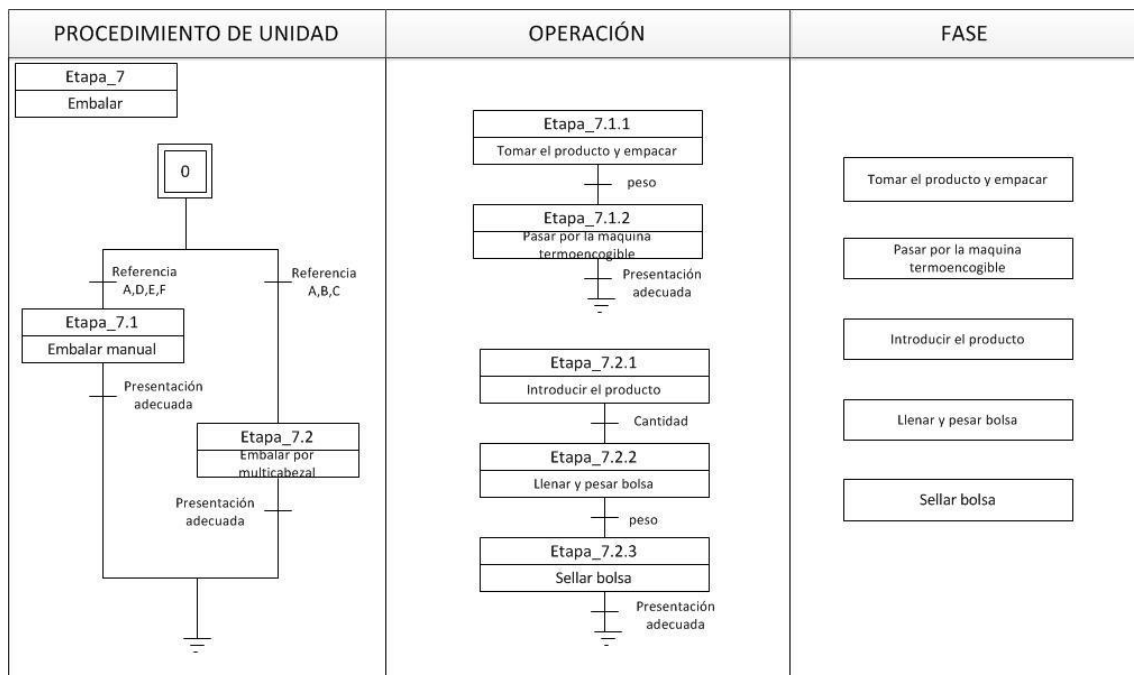 PROCEDIMIENTO DE UNIDAD
OPERACIÓN
FASE
Etapa_7
Embalar
0
Referencia
A,D,E,F
Referencia
A,B,C
Etapa_7.1
Embalar manual
Presentación
adecuada
Etapa_7.2
Embalar por
multicabezal
Presentación
adecuada
Etapa_7.1.1
Tomar el producto y empacar
peso
Etapa_7.1.2
Pasar por la maquina
termoencogible
Presentación
adecuada
Etapa_7.2.1
Introducir el producto
Cantidad
Etapa_7.2.2
Llenar y pesar bolsa
peso
Etapa_7.2.3
Sellar bolsa
Presentación
adecuada
Tomar el producto y empacar
Pasar por la maquina
termoencogible
Introducir el producto
Llenar y pesar bolsa
Sellar bolsa